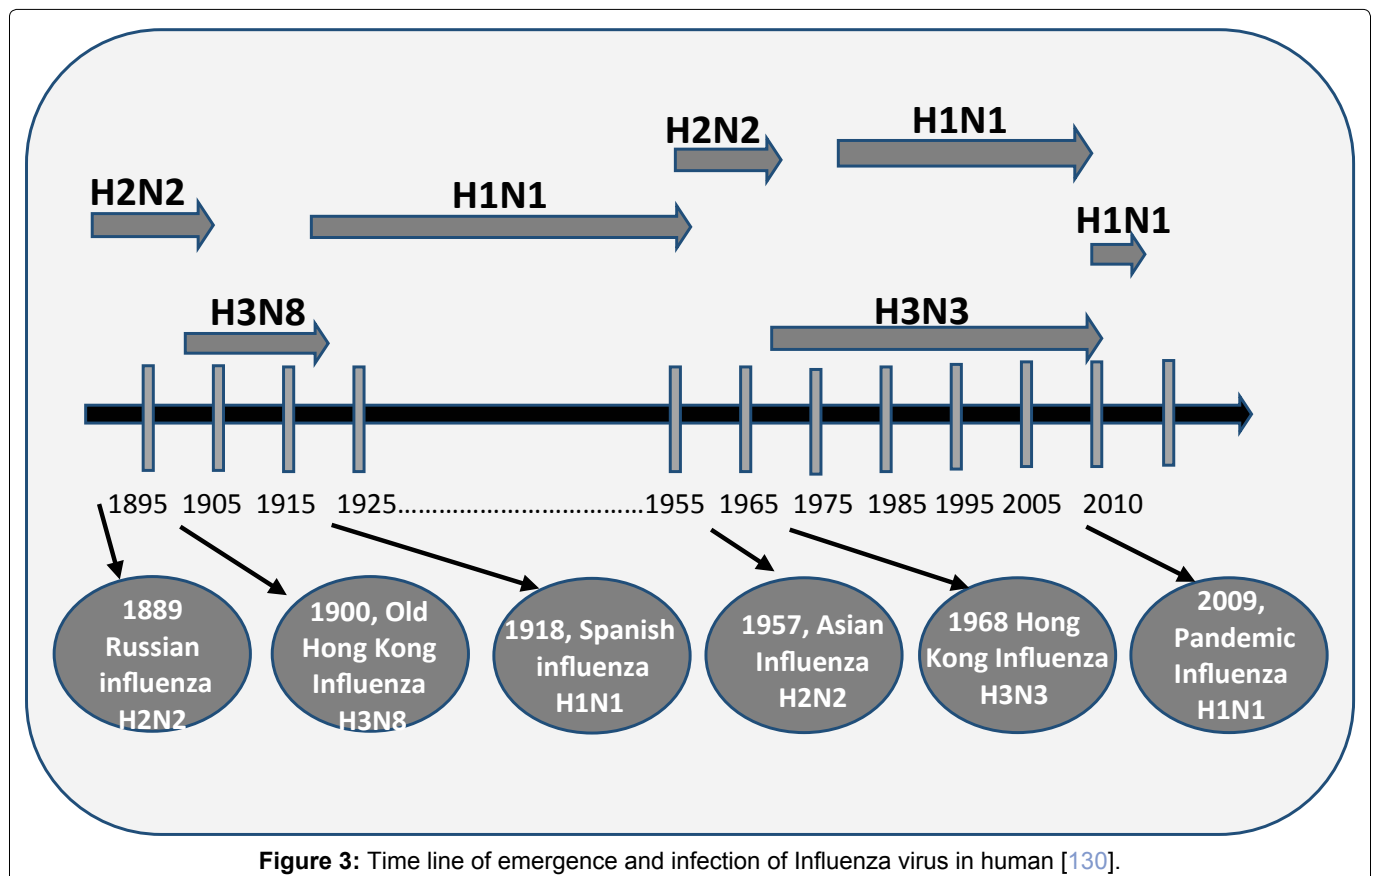 H2N2
H1N1
H2N2
H1N1
H1N1
H3N8
H3N3
1895 1905 1915 1925....................................1955 1965 1975 1985 1995 2005 2010
1889
Russian
influenza
H2N2
1900, Old
Hong Kong
Influenza
H3N8
1918, Spanish
influenza
H1N1
1957, Asian
Influenza
H2N2
1968 Hong
Kong Influenza
H3N3
2009,
Pandemic
Influenza
H1N1
Figure 3: Time line of emergence and infection of Influenza virus in human [130].